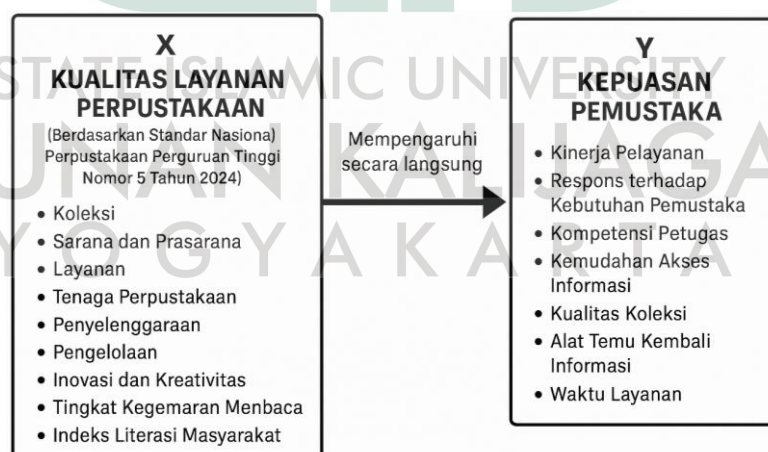 X
KUALITAS LAYANAN
PERPUSTAKAAN
(Berdasarkan Standar Nasiona)
Perpustakaan Perguruan Tinggi
Nomor 5 Tahun 2024)
• Koleksi
• Sarana dan Prasarana
• Layanan
• Tenaga Perpustakaan
• Penyelenggaraan
• Pengelolaan
• Inovasi dan Kreativitas
• Tingkat Kegemaran Menbaca
• Indeks Literasi Masyarakat
Mempengaruhi
secara langsung
Y
KEPUASAN
PEMUSTAKA
• Kinerja Pelayanan
• Respons terhadap
Kebutuhan Pemustaka
• Kompetensi Petugas
• Kemudahan Akses
Informasi
• Kualitas Koleksi
• Alat Temu Kembali
Informasi
• Waktu Layanan
STATE ISLAMIC UNIVERSITY
SUNAN KALIJAGA
YOGYAKARTA